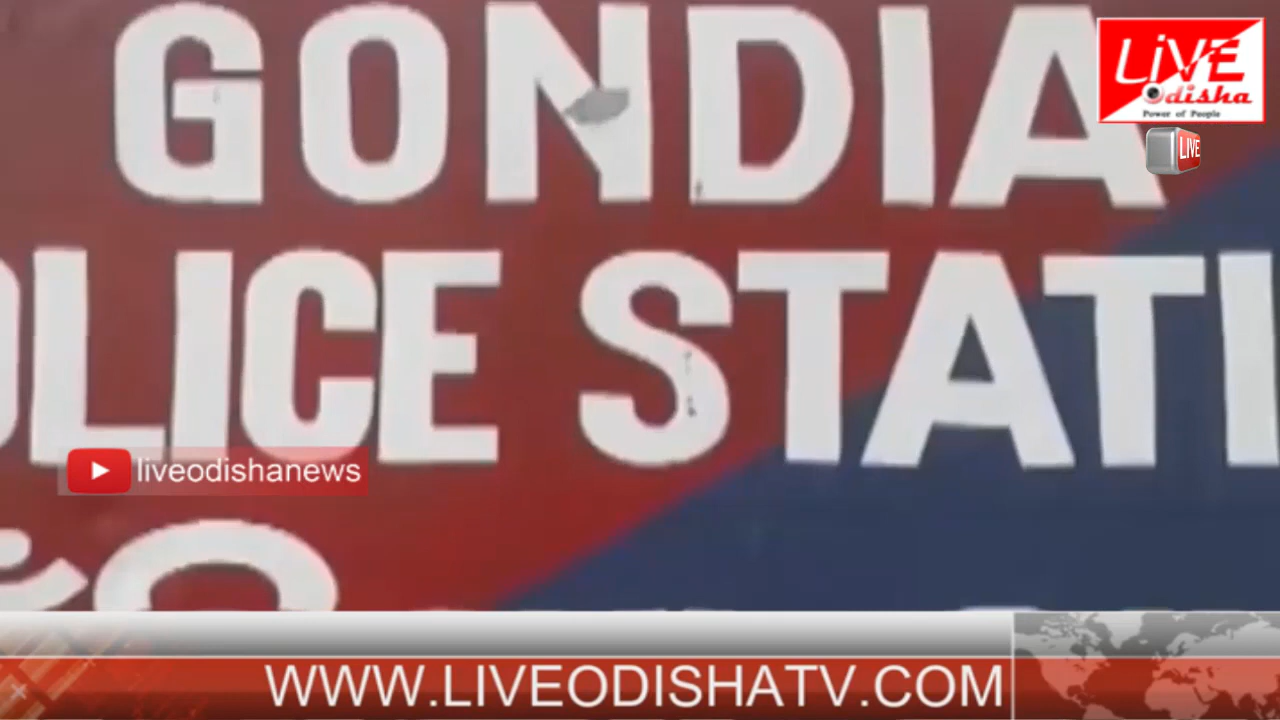 GONDIA
LIVE
Odisha
Power of People
LIVE
OLICE STATI
liveodishanews
WWW.LIVEODISHATV.COM